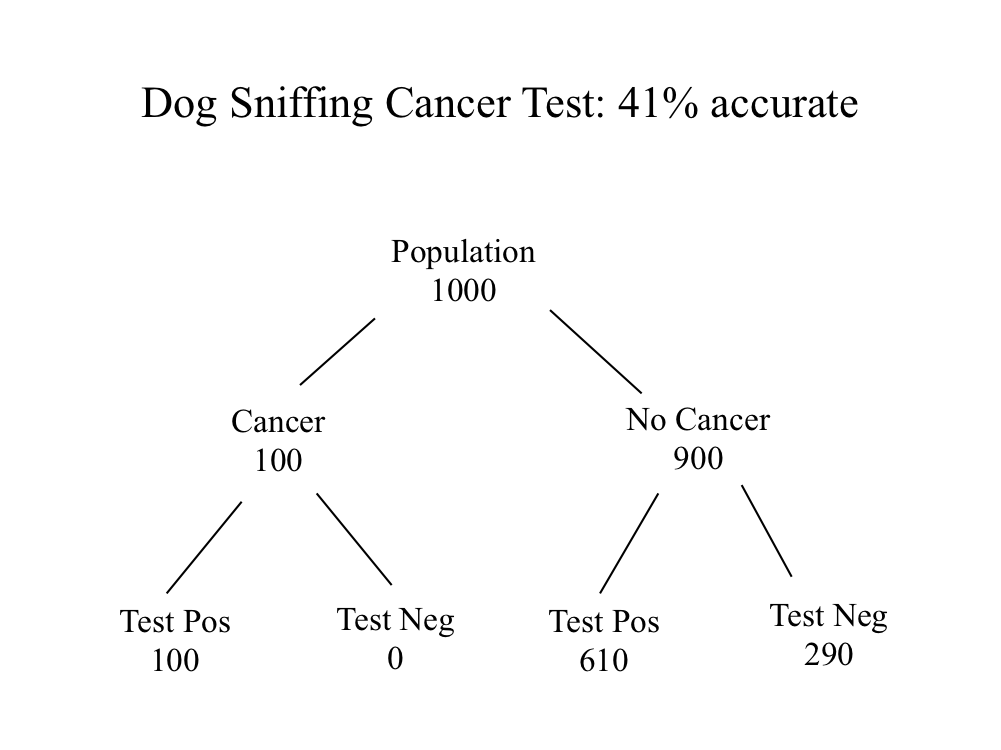 Dog Sniffing Cancer Test: 41% accurate
Population
1000
Cancer
100
No Cancer
900
Test Pos
100
Test Neg
0
Test Pos
610
Test Neg
290